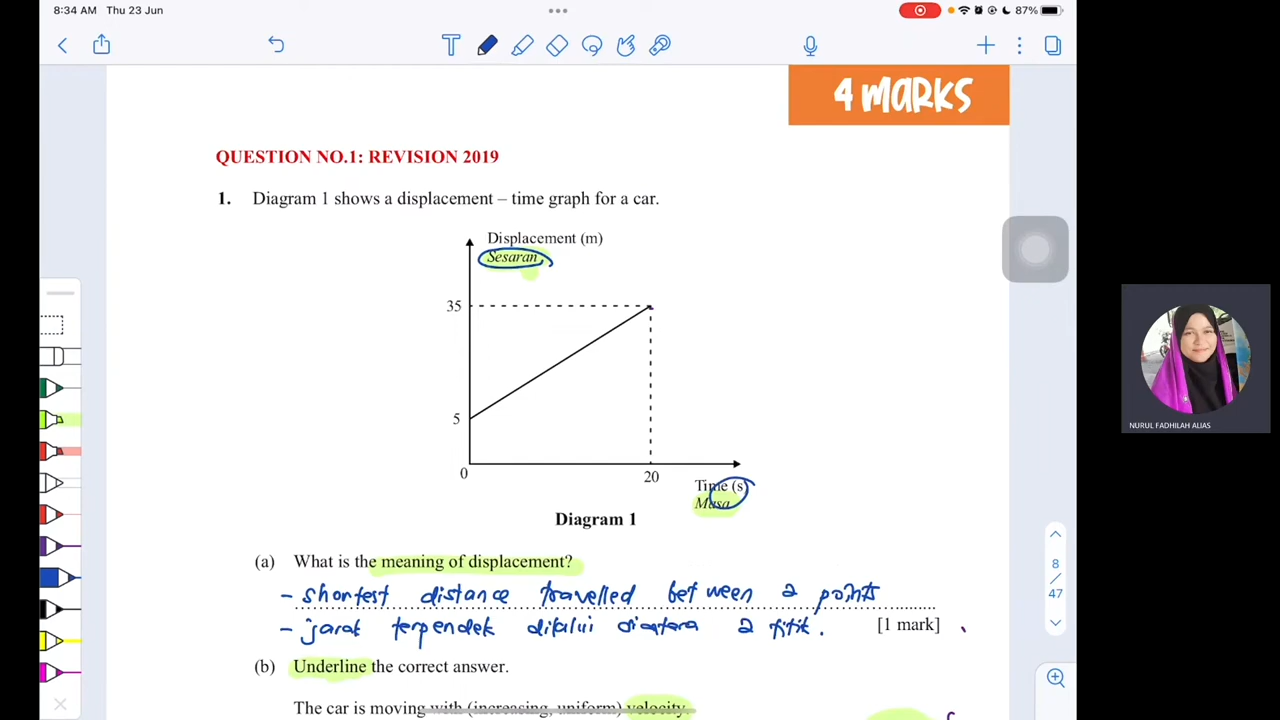 8:34 AM Thu 23 Jun
87%
4 MARKS
QUESTION NO.1: REVISION 2019
1. Diagram 1 shows a displacement – time graph for a car.
Displacement (m)
Sesaran
35
5
0
20
Time (s)
Masa
Diagram 1
(a) What is the meaning of displacement?
- shortest distance travelled between 2 points
- jarak terpendek dilalui diantara 2 titik.
[1 mark]
(b) Underline the correct answer.
The car is moving with (increasing, uniform) velocity.
8
/
47
NURUL FADHILAH ALIAS